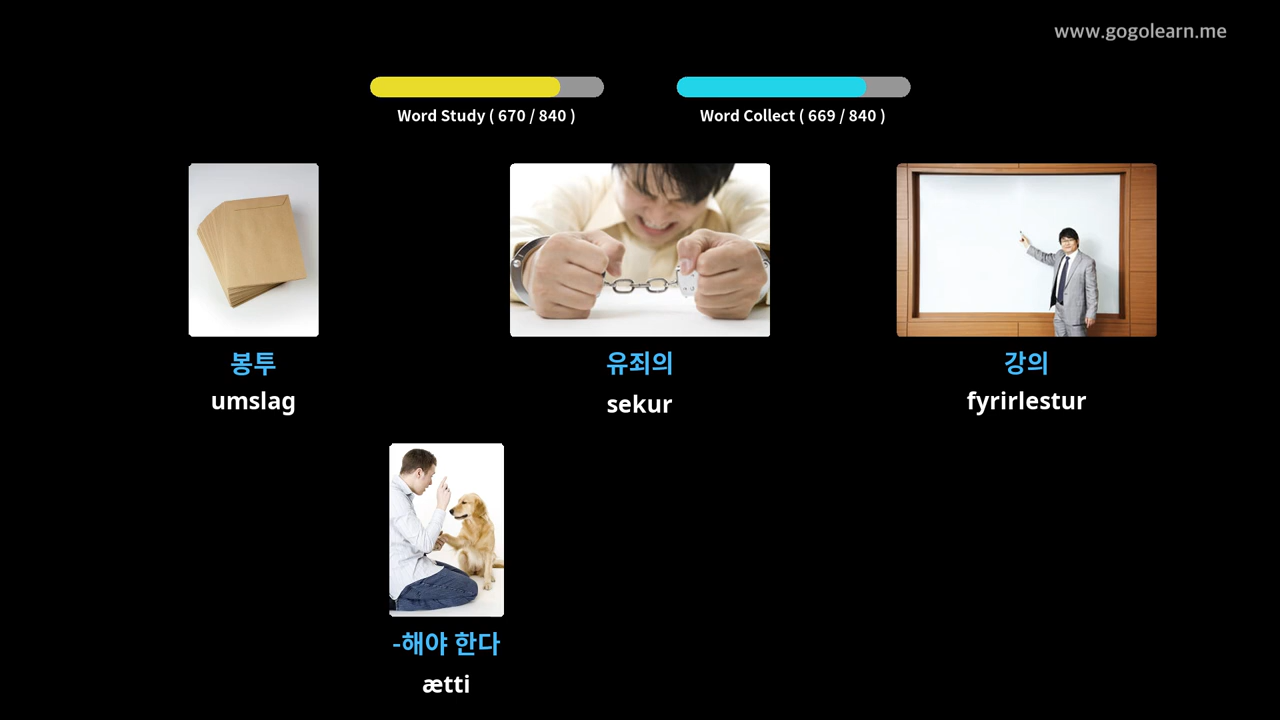 www.gogolearn.me
Word Study ( 670 / 840 )
Word Collect ( 669 / 840 )
봉투
umslag
유죄의
sekur
강의
fyrirlestur
-해야 한다
ætti